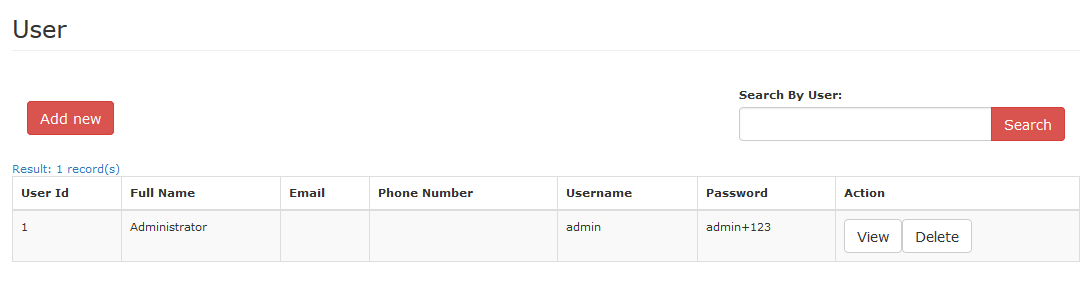 User
Add new
Search By User:
Search
Result: 1 record(s)
User Id Full Name Email Phone Number Username Password Action
1 Administrator admin admin+123 View Delete